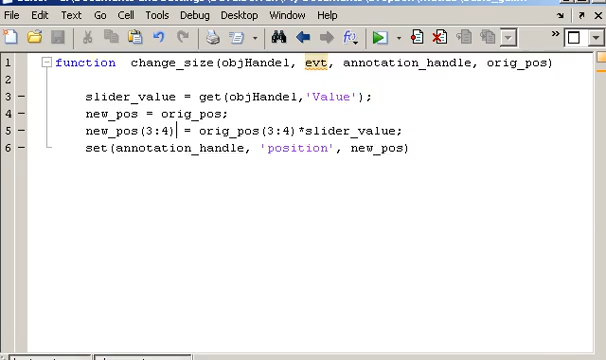 File Edit Text Go Cell Tools Debug Desktop Window Help
1 function change_size(objHandel, evt, annotation_handle, orig_pos)
2
3 slider_value = get(objHandel,'Value');
4 new_pos = orig_pos;
5 new_pos(3:4) = orig_pos(3:4)*slider_value;
6 set(annotation_handle, 'position', new_pos)